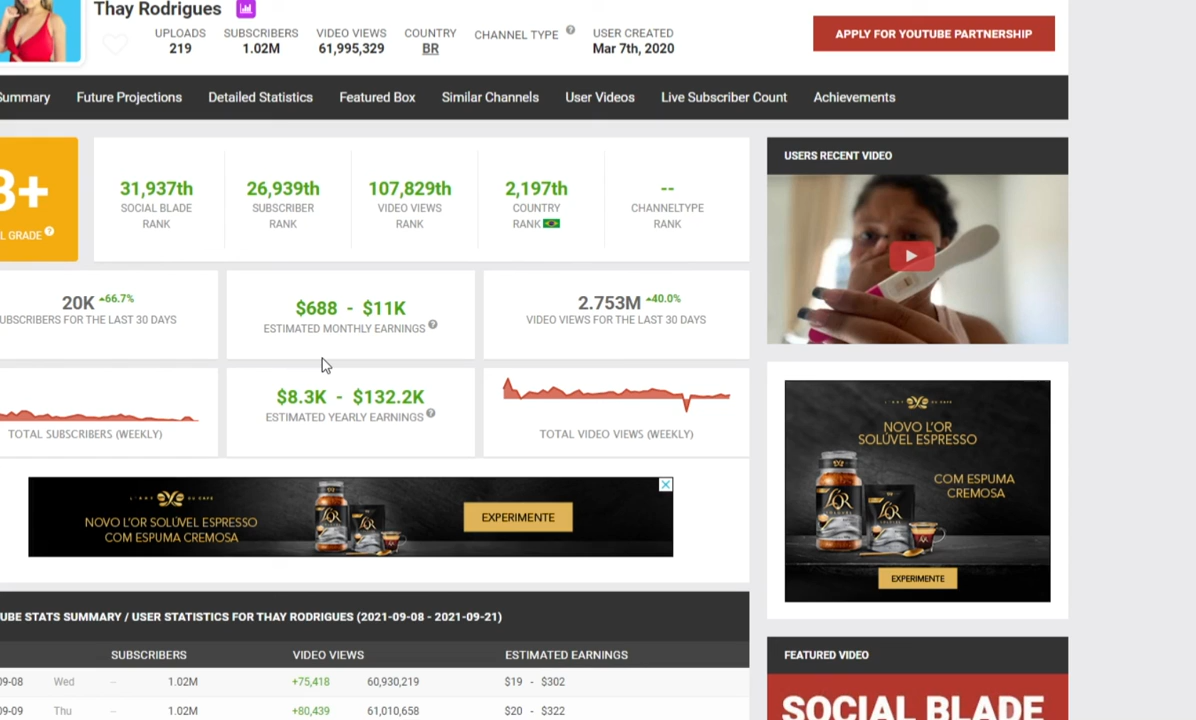 Thay Rodrigues
UPLOADS
219
SUBSCRIBERS
1.02M
VIDEO VIEWS
61,995,329
COUNTRY
BR
CHANNEL TYPE ?
USER CREATED
Mar 7th, 2020
APPLY FOR YOUTUBE PARTNERSHIP
Summary
Future Projections
Detailed Statistics
Featured Box
Similar Channels
User Videos
Live Subscriber Count
Achievements
B+
L GRADE ?
31,937th
SOCIAL BLADE
RANK
26,939th
SUBSCRIBER
RANK
107,829th
VIDEO VIEWS
RANK
2,197th
COUNTRY
RANK
--
CHANNELTYPE
RANK
USERS RECENT VIDEO
20K 66.7%
UBSCRIBERS FOR THE LAST 30 DAYS
$688 - $11K
ESTIMATED MONTHLY EARNINGS ?
2.753M 40.0%
VIDEO VIEWS FOR THE LAST 30 DAYS
TOTAL SUBSCRIBERS (WEEKLY)
$8.3K - $132.2K
ESTIMATED YEARLY EARNINGS ?
TOTAL VIDEO VIEWS (WEEKLY)
NOVO L'OR SOLÚVEL ESPRESSO
COM ESPUMA CREMOSA
L'OR
EXPERIMENTE
NOVO L'OR
SOLÚVEL ESPRESSO
COM ESPUMA
CREMOSA
L'OR
EXPERIMENTE
UBE STATS SUMMARY / USER STATISTICS FOR THAY RODRIGUES (2021-09-08 - 2021-09-21)
SUBSCRIBERS
VIDEO VIEWS
ESTIMATED EARNINGS
09-08 Wed -- 1.02M +75,418 60,930,219 $19 - $302
09-09 Thu -- 1.02M +80,439 61,010,658 $20 - $322
FEATURED VIDEO
SOCIAL BLADE